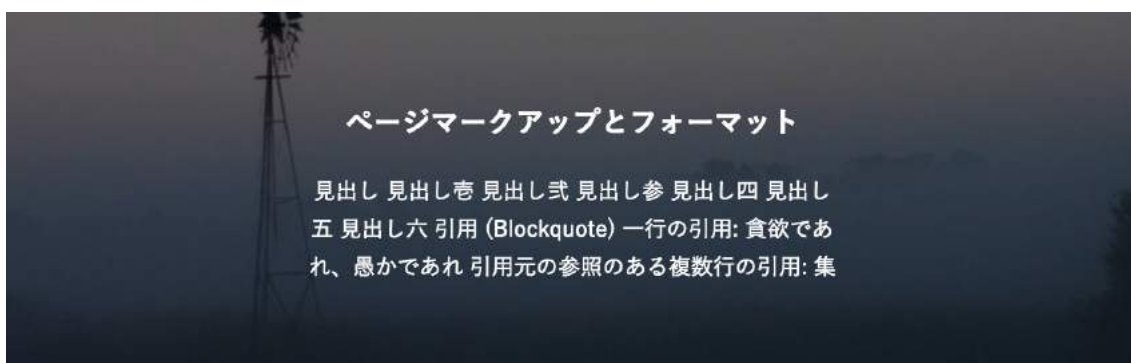 ページマークアップとフォーマット
見出し 見出し壱 見出し弐 見出し参 見出し四 見出し
五 見出し六 引用 (Blockquote) 一行の引用: 貪欲であ
れ、愚かであれ 引用元の参照のある複数行の引用: 集